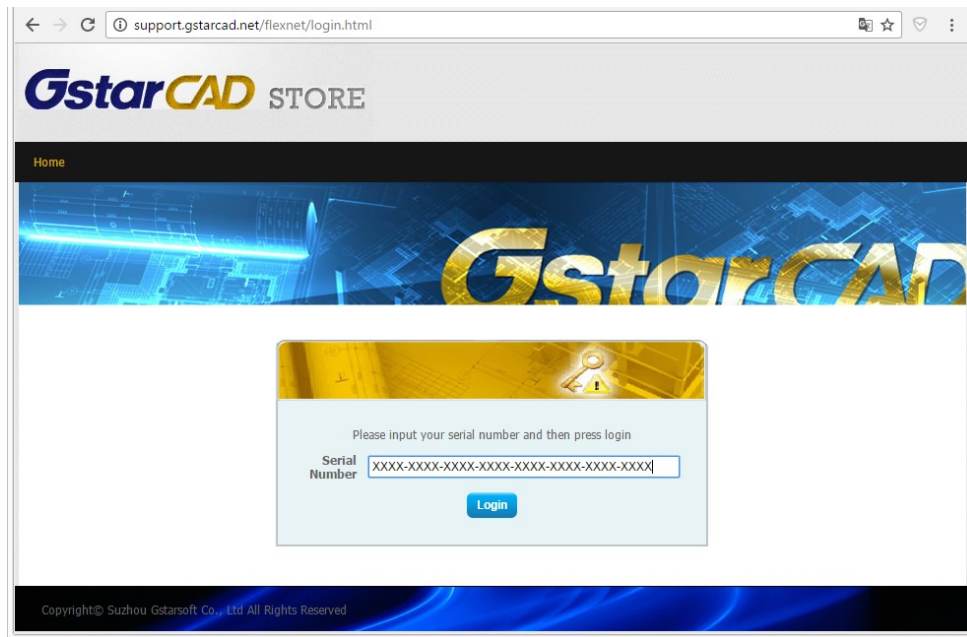 support.gstarcad.net/flexnet/login.html
GstarCAD STORE
Home
GstarCAD
Please input your serial number and then press login
Serial
Number
XXXX-XXXX-XXXX-XXXX-XXXX-XXXX-XXXX-XXXX
Login
Copyright© Suzhou Gstarsoft Co., Ltd All Rights Reserved